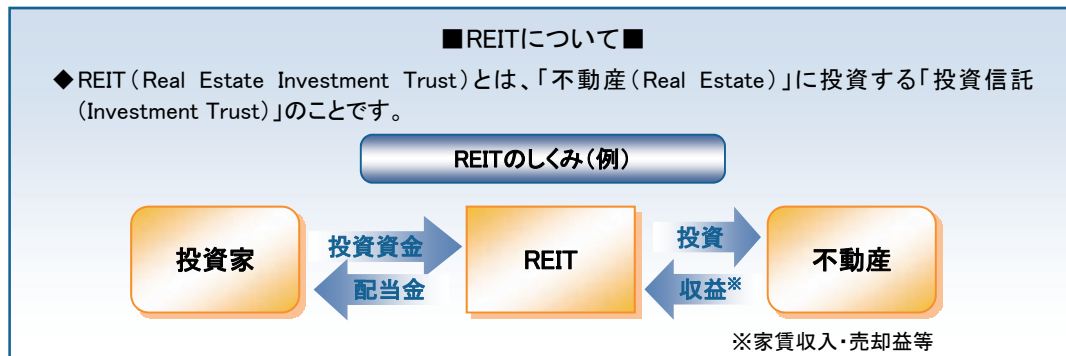 ■REITについて■
◆REIT(Real Estate Investment Trust)とは、「不動産(Real Estate)」に投資する「投資信託
(Investment Trust)」のことです。
REITのしくみ(例)
投資家
投資資金
配当金
REIT
投資
収益※
不動産
※家賃収入・売却益等